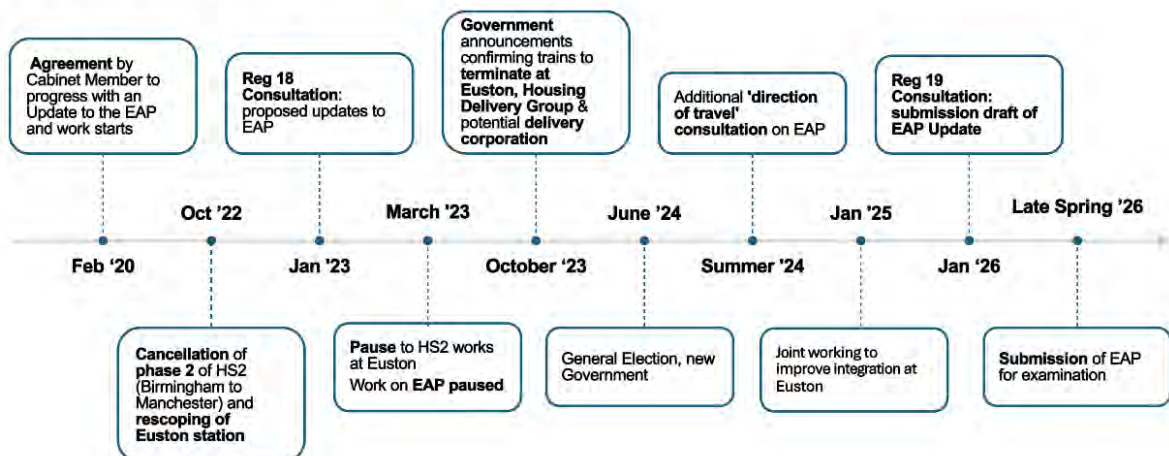 Agreement by
Cabinet Member to
progress with an
Update to the EAP
and work starts
Reg 18
Consultation:
proposed updates to
EAP
Government
announcements
confirming trains to
terminate at
Euston, Housing
Delivery Group &
potential delivery
corporation
Additional 'direction
of travel'
consultation on EAP
Reg 19
Consultation:
submission draft of
EAP Update
Oct '22
March '23
June '24
Jan '25
Late Spring '26
Feb '20
Jan '23
October '23
Summer '24
Jan '26
Cancellation of
phase 2 of HS2
(Birmingham to
Manchester) and
rescoping of
Euston station
Pause to HS2 works
at Euston
Work on EAP paused
General Election, new
Government
Joint working to
improve integration at
Euston
Submission of EAP
for examination